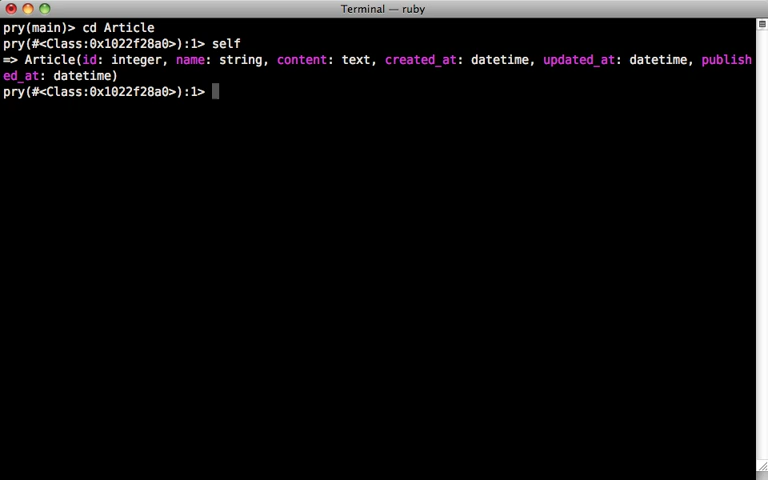 Terminal — ruby
pry(main)> cd Article
pry(#<Class:0x1022f28a0>):1> self
=> Article(id: integer, name: string, content: text, created_at: datetime, updated_at: datetime, publish
ed_at: datetime)
pry(#<Class:0x1022f28a0>):1>